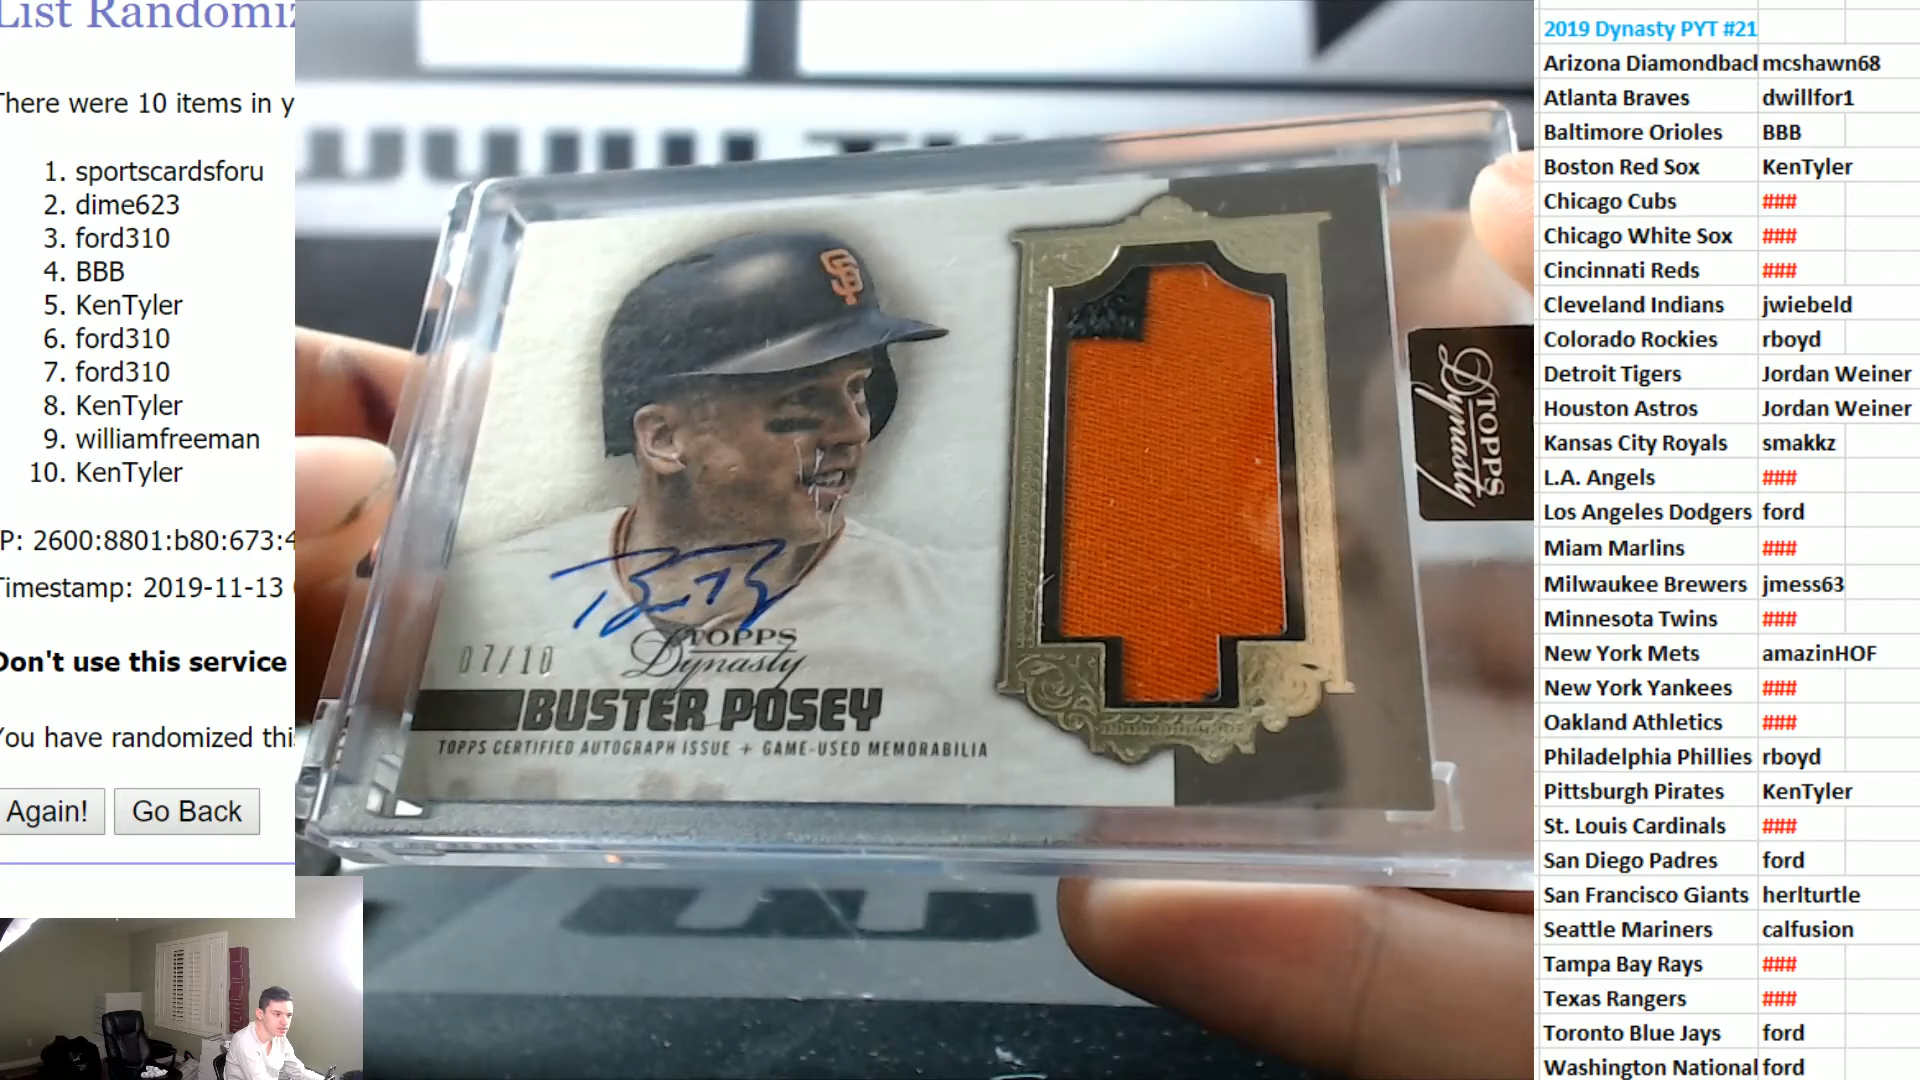 List Randomiz
There were 10 items in y
1. sportscardsforu
2. dime623
3. ford310
4. BBB
5. KenTyler
6. ford310
7. ford310
8. KenTyler
9. williamfreeman
10. KenTyler
P: 2600:8801:b80:673:4
Timestamp: 2019-11-13
Don't use this service
You have randomized thi
Again!
Go Back
SF
07/10
TOPPS
Dynasty
BUSTER POSEY
TOPPS CERTIFIED AUTOGRAPH ISSUE + GAME-USED MEMORABILIA
TOPPS
Dynasty
2019 Dynasty PYT #21
Arizona Diamondbacl mcshawn68
Atlanta Braves dwillfor1
Baltimore Orioles BBB
Boston Red Sox KenTyler
Chicago Cubs ###
Chicago White Sox ###
Cincinnati Reds ###
Cleveland Indians jwiebeld
Colorado Rockies rboyd
Detroit Tigers Jordan Weiner
Houston Astros Jordan Weiner
Kansas City Royals smakkz
L.A. Angels ###
Los Angeles Dodgers ford
Miam Marlins ###
Milwaukee Brewers jmess63
Minnesota Twins ###
New York Mets amazinHOF
New York Yankees ###
Oakland Athletics ###
Philadelphia Phillies rboyd
Pittsburgh Pirates KenTyler
St. Louis Cardinals ###
San Diego Padres ford
San Francisco Giants herlturtle
Seattle Mariners calfusion
Tampa Bay Rays ###
Texas Rangers ###
Toronto Blue Jays ford
Washington National ford